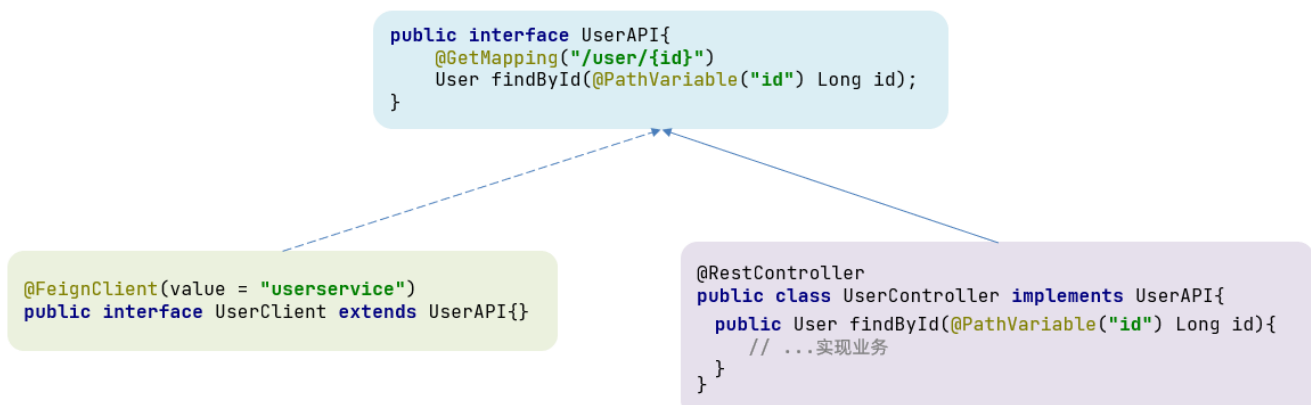 public interface UserAPI{
    @GetMapping("/user/{id}")
    User findById(@PathVariable("id") Long id);
}
@FeignClient(value = "userservice")
public interface UserClient extends UserAPI{}
@RestController
public class UserController implements UserAPI{
  public User findById(@PathVariable("id") Long id){
     // ...实现业务
  }
}